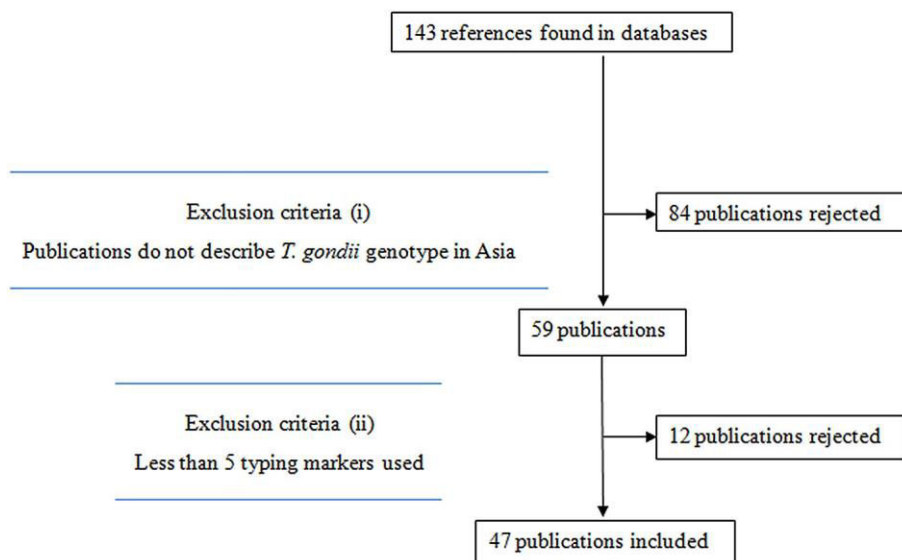 143 references found in databases
Exclusion criteria (i)
Publications do not describe T. gondii genotype in Asia
84 publications rejected
59 publications
Exclusion criteria (ii)
Less than 5 typing markers used
12 publications rejected
47 publications included